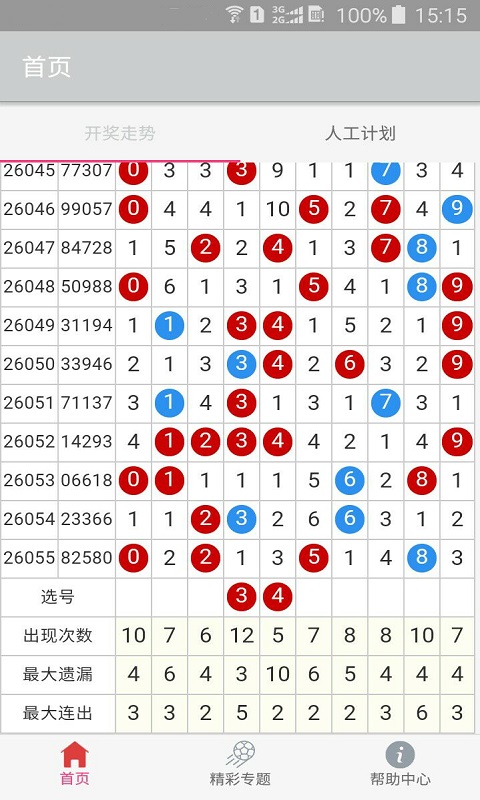 1 3G 2G 100% 15:15
首页
开奖走势 人工计划
26045 77307 0 3 3 3 9 1 1 7 3 4
26046 99057 0 4 4 1 10 5 2 7 4 9
26047 84728 1 5 2 2 4 1 3 7 8 1
26048 50988 0 6 1 3 1 5 4 1 8 9
26049 31194 1 1 2 3 4 1 5 2 1 9
26050 33946 2 1 3 3 4 2 6 3 2 9
26051 71137 3 1 4 3 1 3 1 7 3 1
26052 14293 4 1 2 3 4 4 2 1 4 9
26053 06618 0 1 1 1 1 5 6 2 8 1
26054 23366 1 1 2 3 2 6 6 3 1 2
26055 82580 0 2 2 1 3 5 1 4 8 3
选号 3 4
出现次数 10 7 6 12 5 7 8 8 10 7
最大遗漏 4 6 4 3 10 6 5 4 4 4
最大连出 3 3 2 5 2 2 2 3 6 3
首页 精彩专题 帮助中心